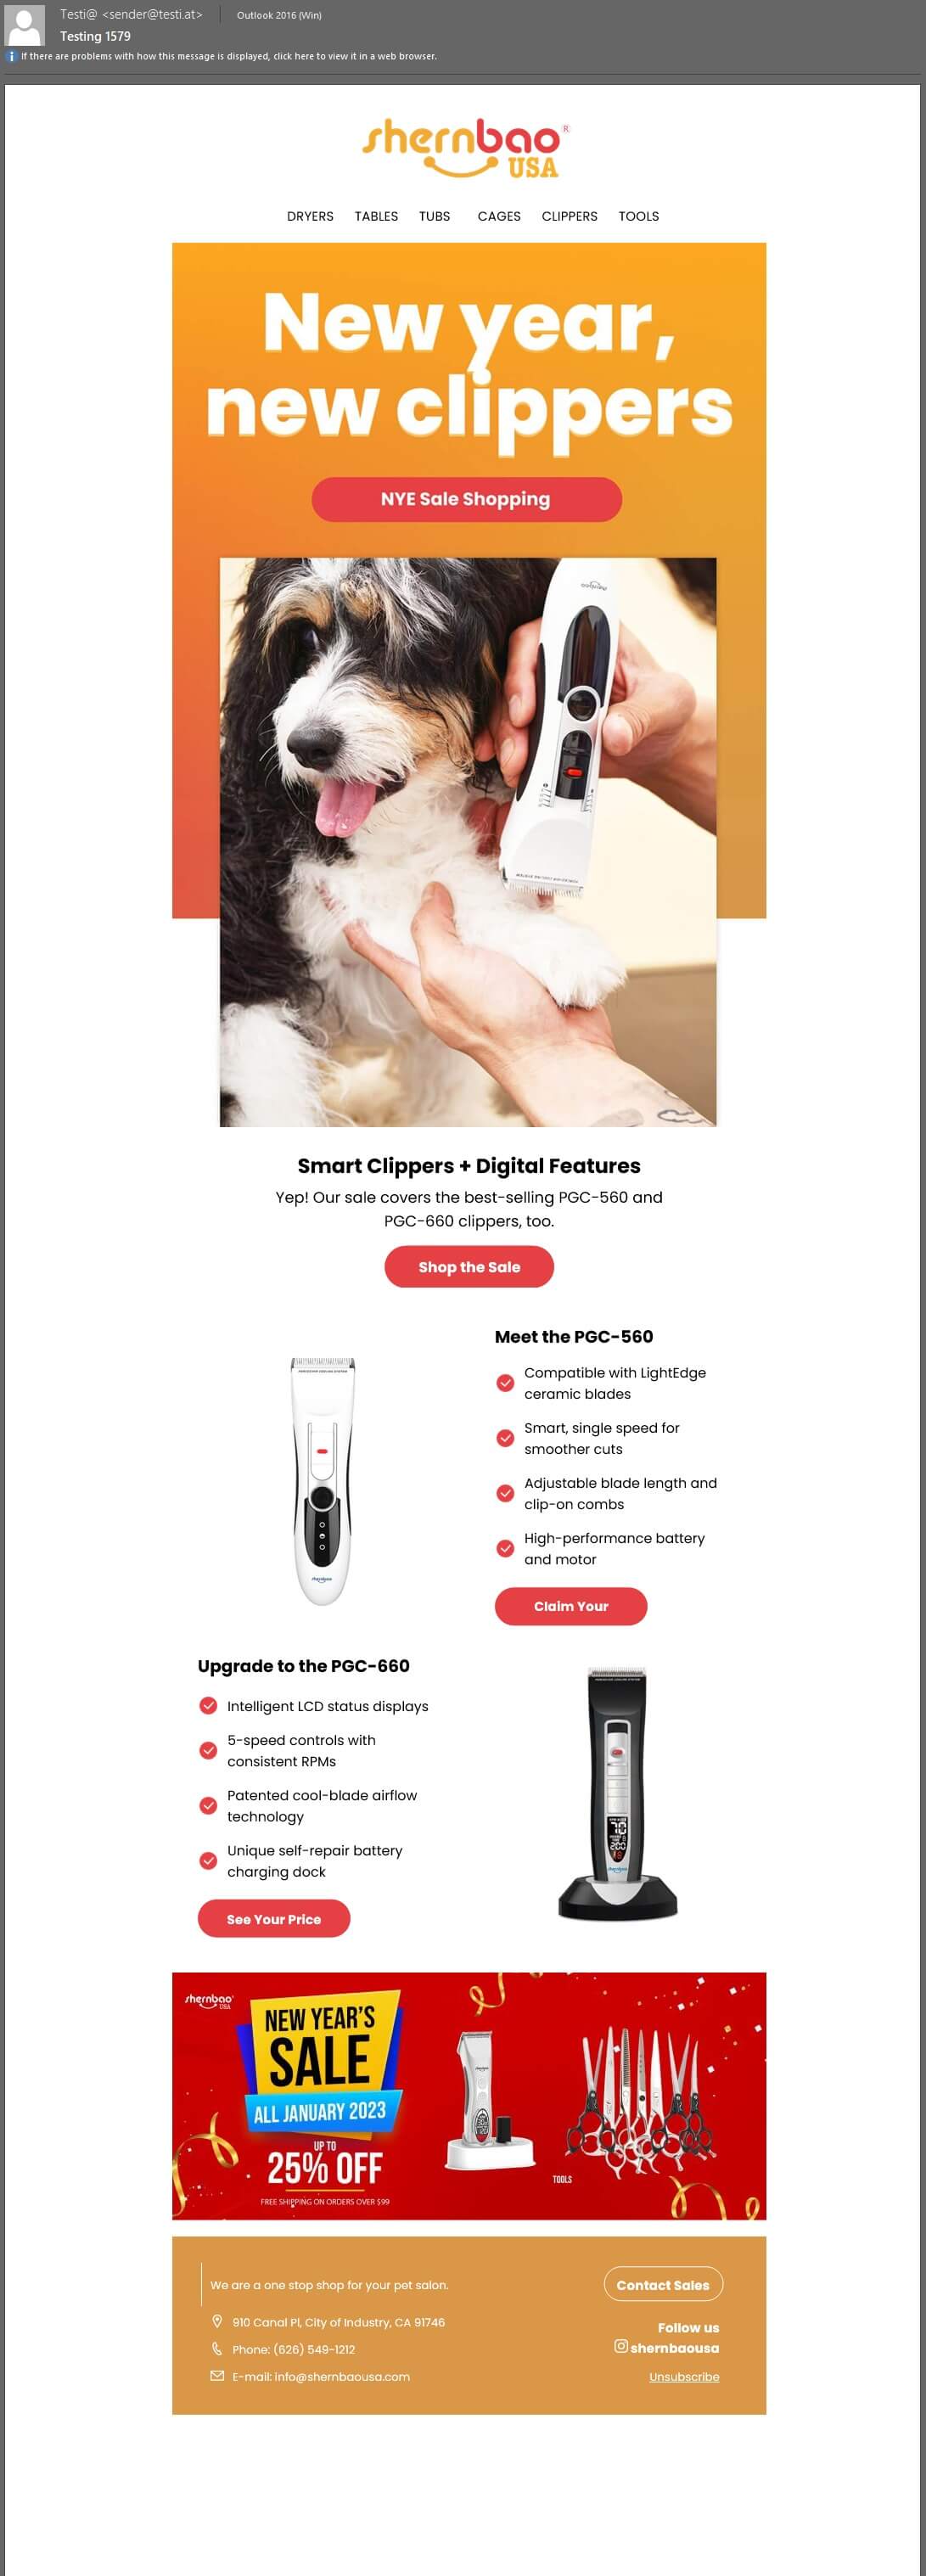 Testi@ <sender@testi.at>
Outlook 2016 (Win)
Testing 1579
If there are problems with how this message is displayed, click here to view it in a web browser.
shernbao®
USA
DRYERS TABLES TUBS CAGES CLIPPERS TOOLS
New year,
new clippers
NYE Sale Shopping
Smart Clippers + Digital Features
Yep! Our sale covers the best-selling PGC-560 and
PGC-660 clippers, too.
Shop the Sale
Meet the PGC-560
Compatible with LightEdge
ceramic blades
Smart, single speed for
smoother cuts
Adjustable blade length and
clip-on combs
High-performance battery
and motor
Claim Your
shernbao
Upgrade to the PGC-660
Intelligent LCD status displays
5-speed controls with
consistent RPMs
Patented cool-blade airflow
technology
Unique self-repair battery
charging dock
See Your Price
70
200
shernbao
shernbao®
USA
NEW YEAR'S
SALE
ALL JANUARY 2023
UP TO
25% OFF
FREE SHIPPING ON ORDERS OVER $99
TOOLS
We are a one stop shop for your pet salon.
910 Canal Pl, City of Industry, CA 91746
Phone: (626) 549-1212
E-mail: info@shernbaousa.com
Contact Sales
Follow us
shernbaousa
Unsubscribe